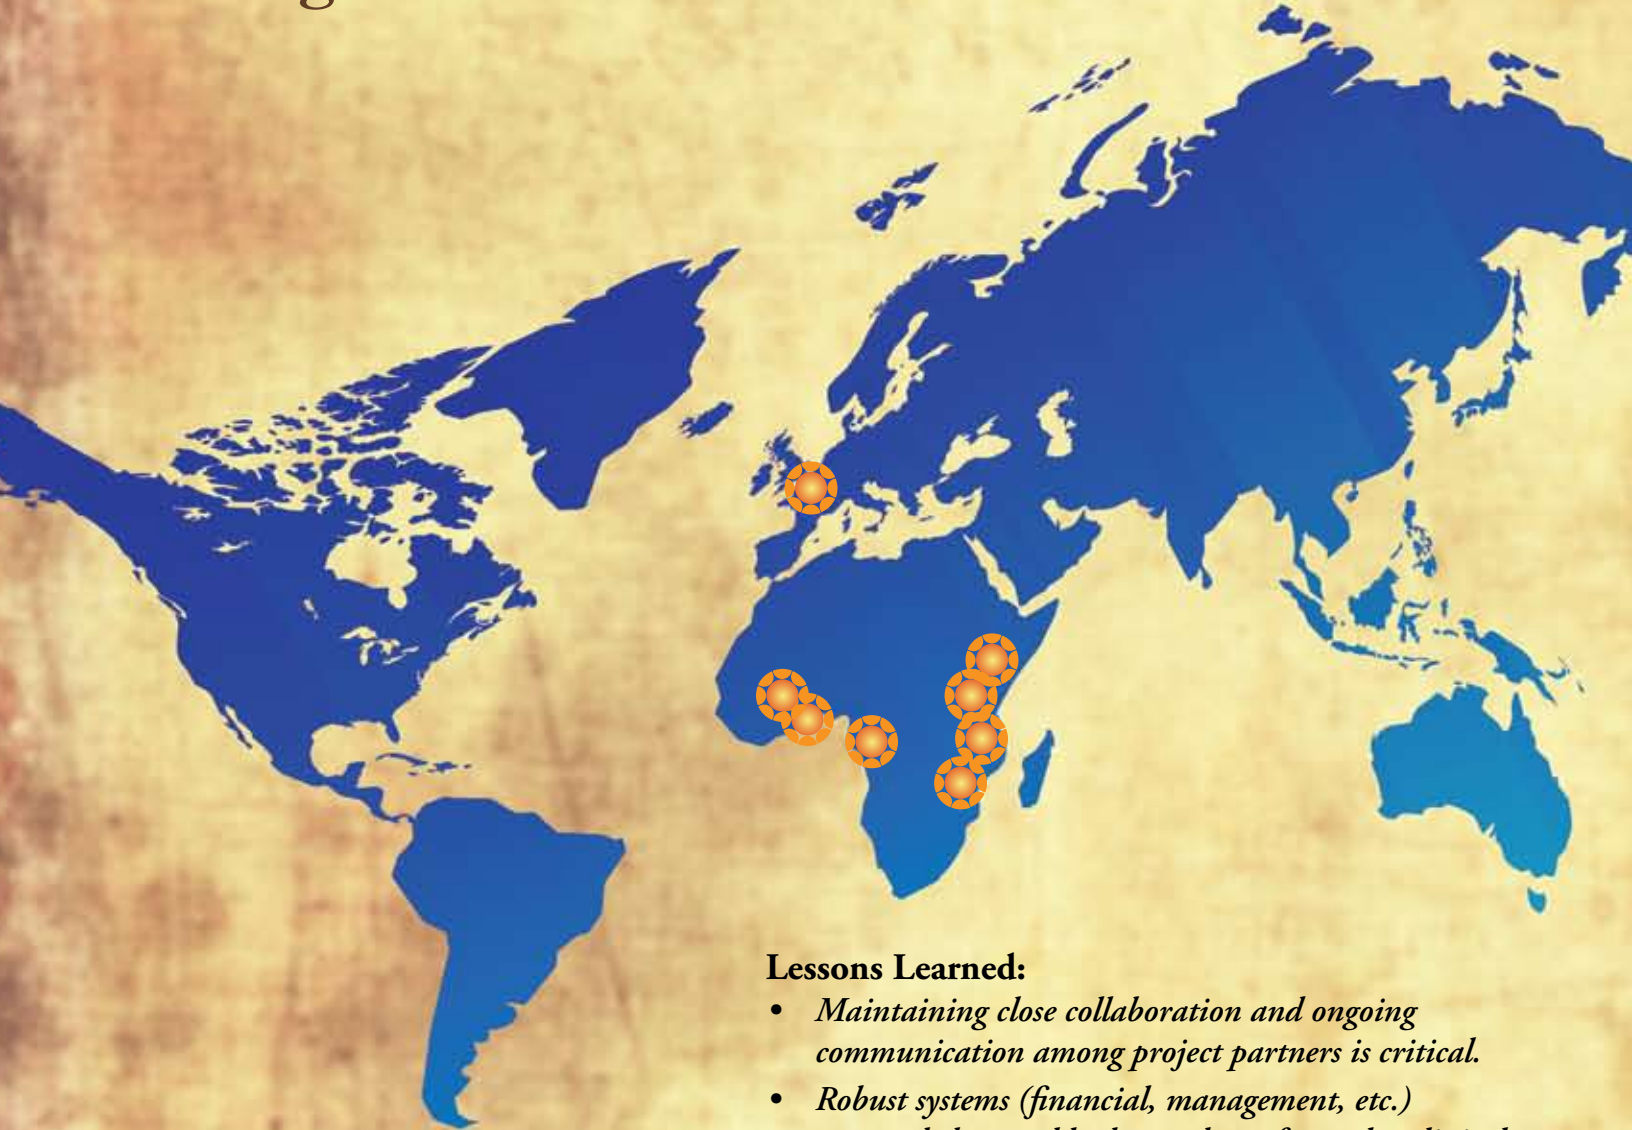 Lessons Learned:
• Maintaining close collaboration and ongoing
communication among project partners is critical.
• Robust systems (financial, management, etc.)